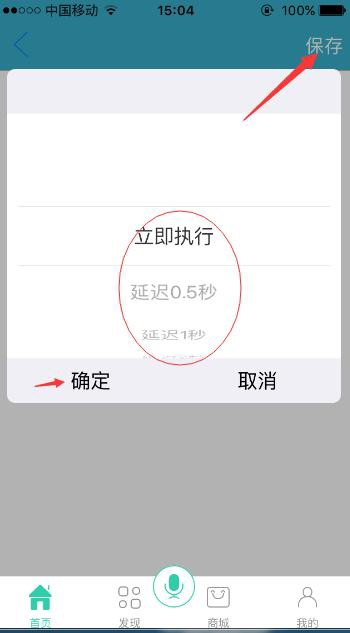 中国移动 15:04 100%
保存
立即执行
延迟0.5秒
延迟1秒
确定 取消
首页 发现 商城 我的